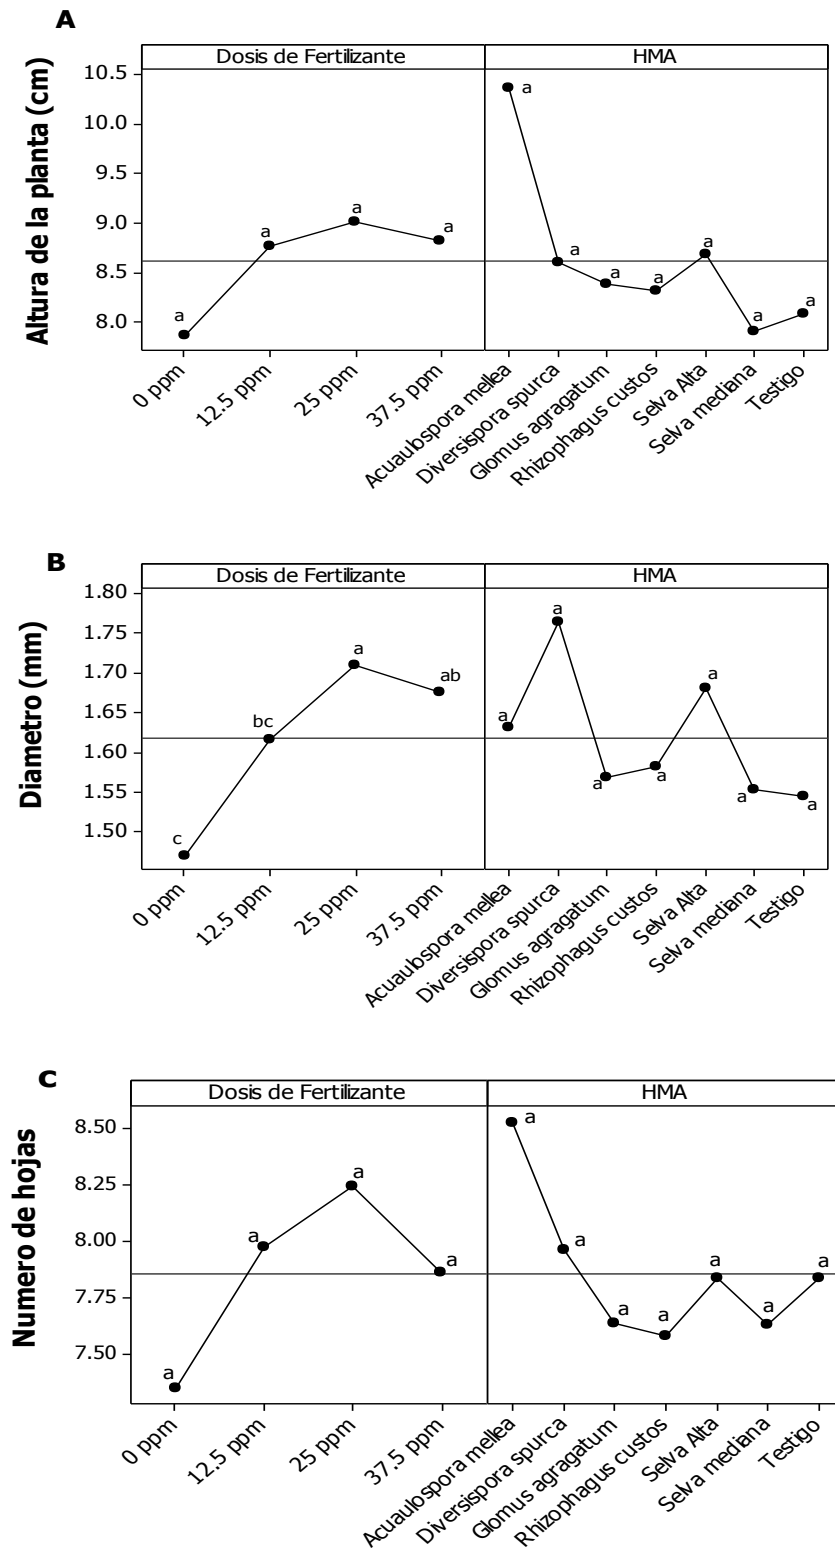 A
Dosis de Fertilizante HMA
Altura de la planta (cm)
10.5
10.0
9.5
9.0
8.5
8.0
a a a a a a a a a a a
0 ppm 12.5 ppm 25 ppm 37.5 ppm Acuaulospora mellea Diversispora spurca Glomus agragatum Rhizophagus custos Selva Alta Selva mediana Testigo
B
Dosis de Fertilizante HMA
Diametro (mm)
1.80
1.75
1.70
1.65
1.60
1.55
1.50
c bc a ab a a a a a a a
0 ppm 12.5 ppm 25 ppm 37.5 ppm Acuaulospora mellea Diversispora spurca Glomus agragatum Rhizophagus custos Selva Alta Selva mediana Testigo
C
Dosis de Fertilizante HMA
Numero de hojas
8.50
8.25
8.00
7.75
7.50
a a a a a a a a a a a
0 ppm 12.5 ppm 25 ppm 37.5 ppm Acuaulospora mellea Diversispora spurca Glomus agragatum Rhizophagus custos Selva Alta Selva mediana Testigo